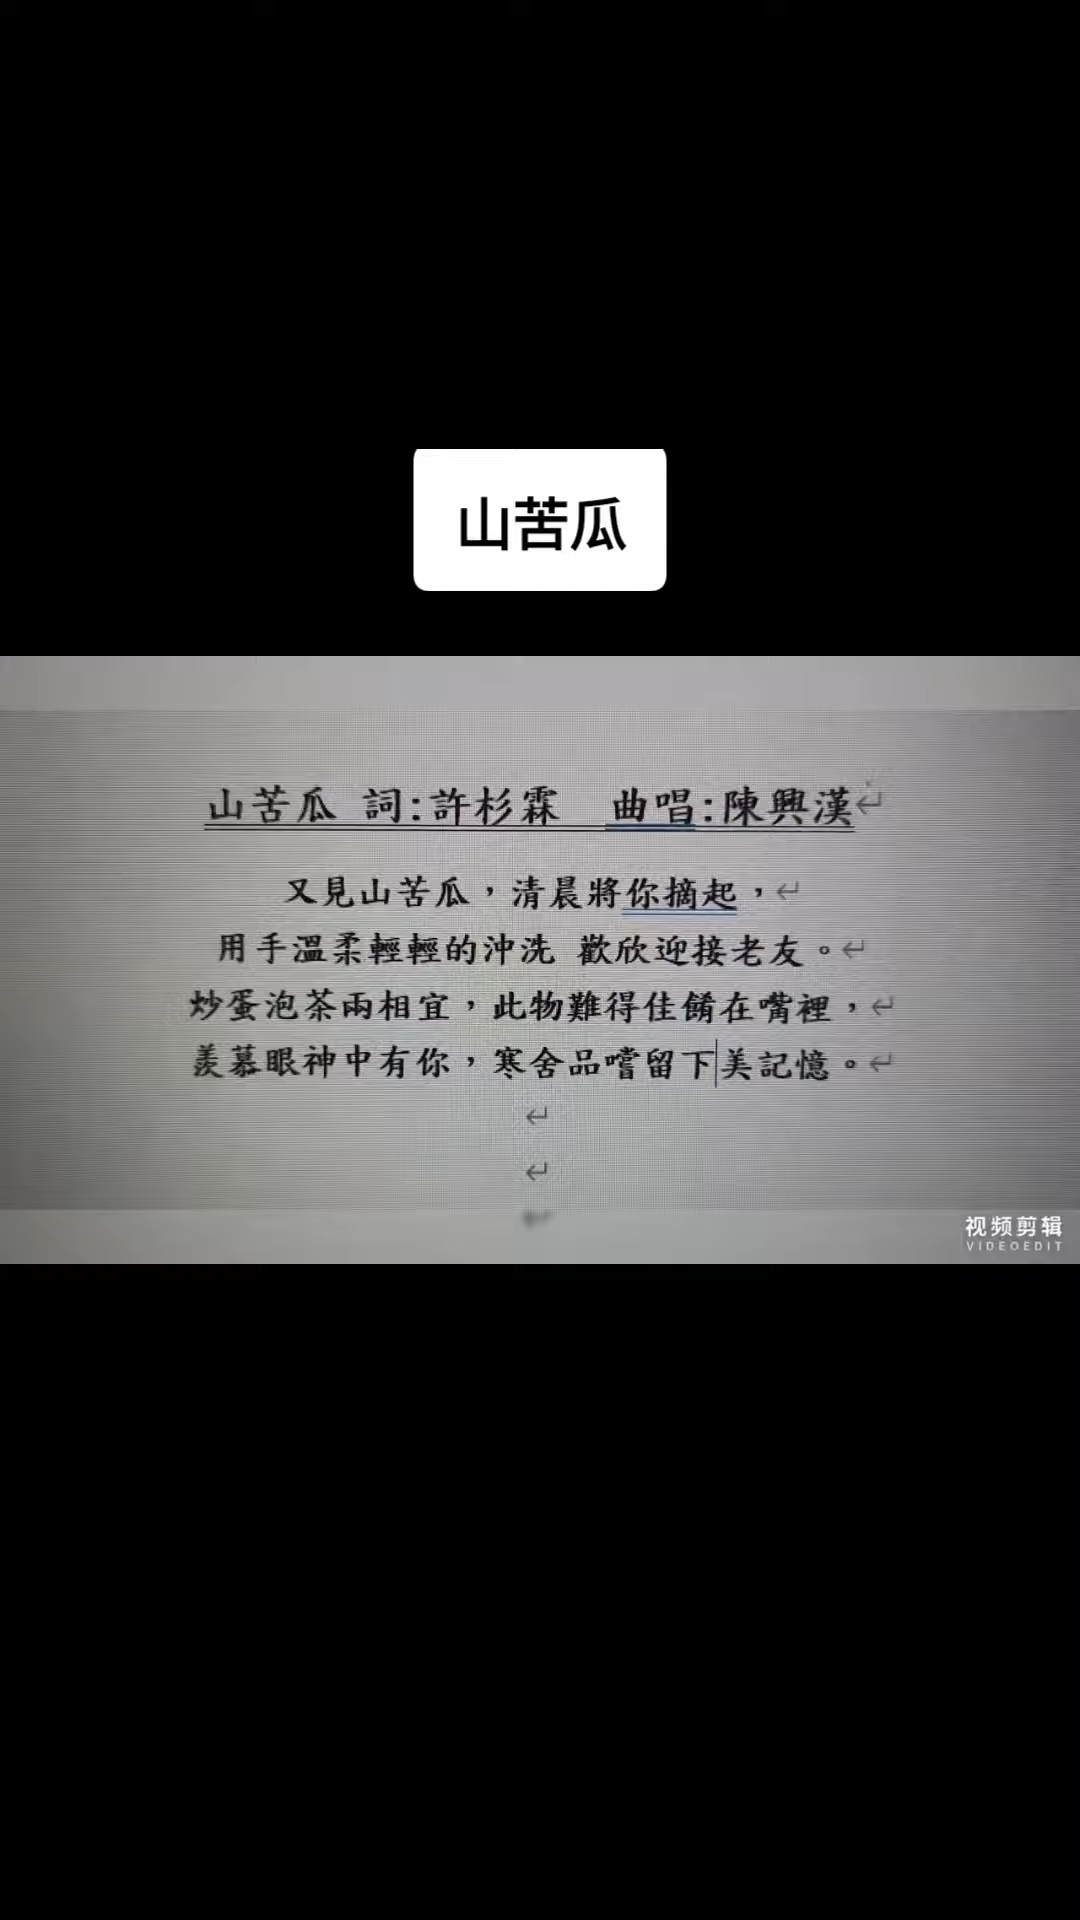 山苦瓜
山苦瓜 詞:許杉霖 曲唱:陳興漢
又見山苦瓜，清晨將你摘起，
用手溫柔輕輕的沖洗 歡欣迎接老友。
炒蛋泡茶兩相宜，此物難得佳餚在嘴裡，
羨慕眼神中有你，寒舍品嚐留下美記憶。
视频剪辑
VIDEOEDIT